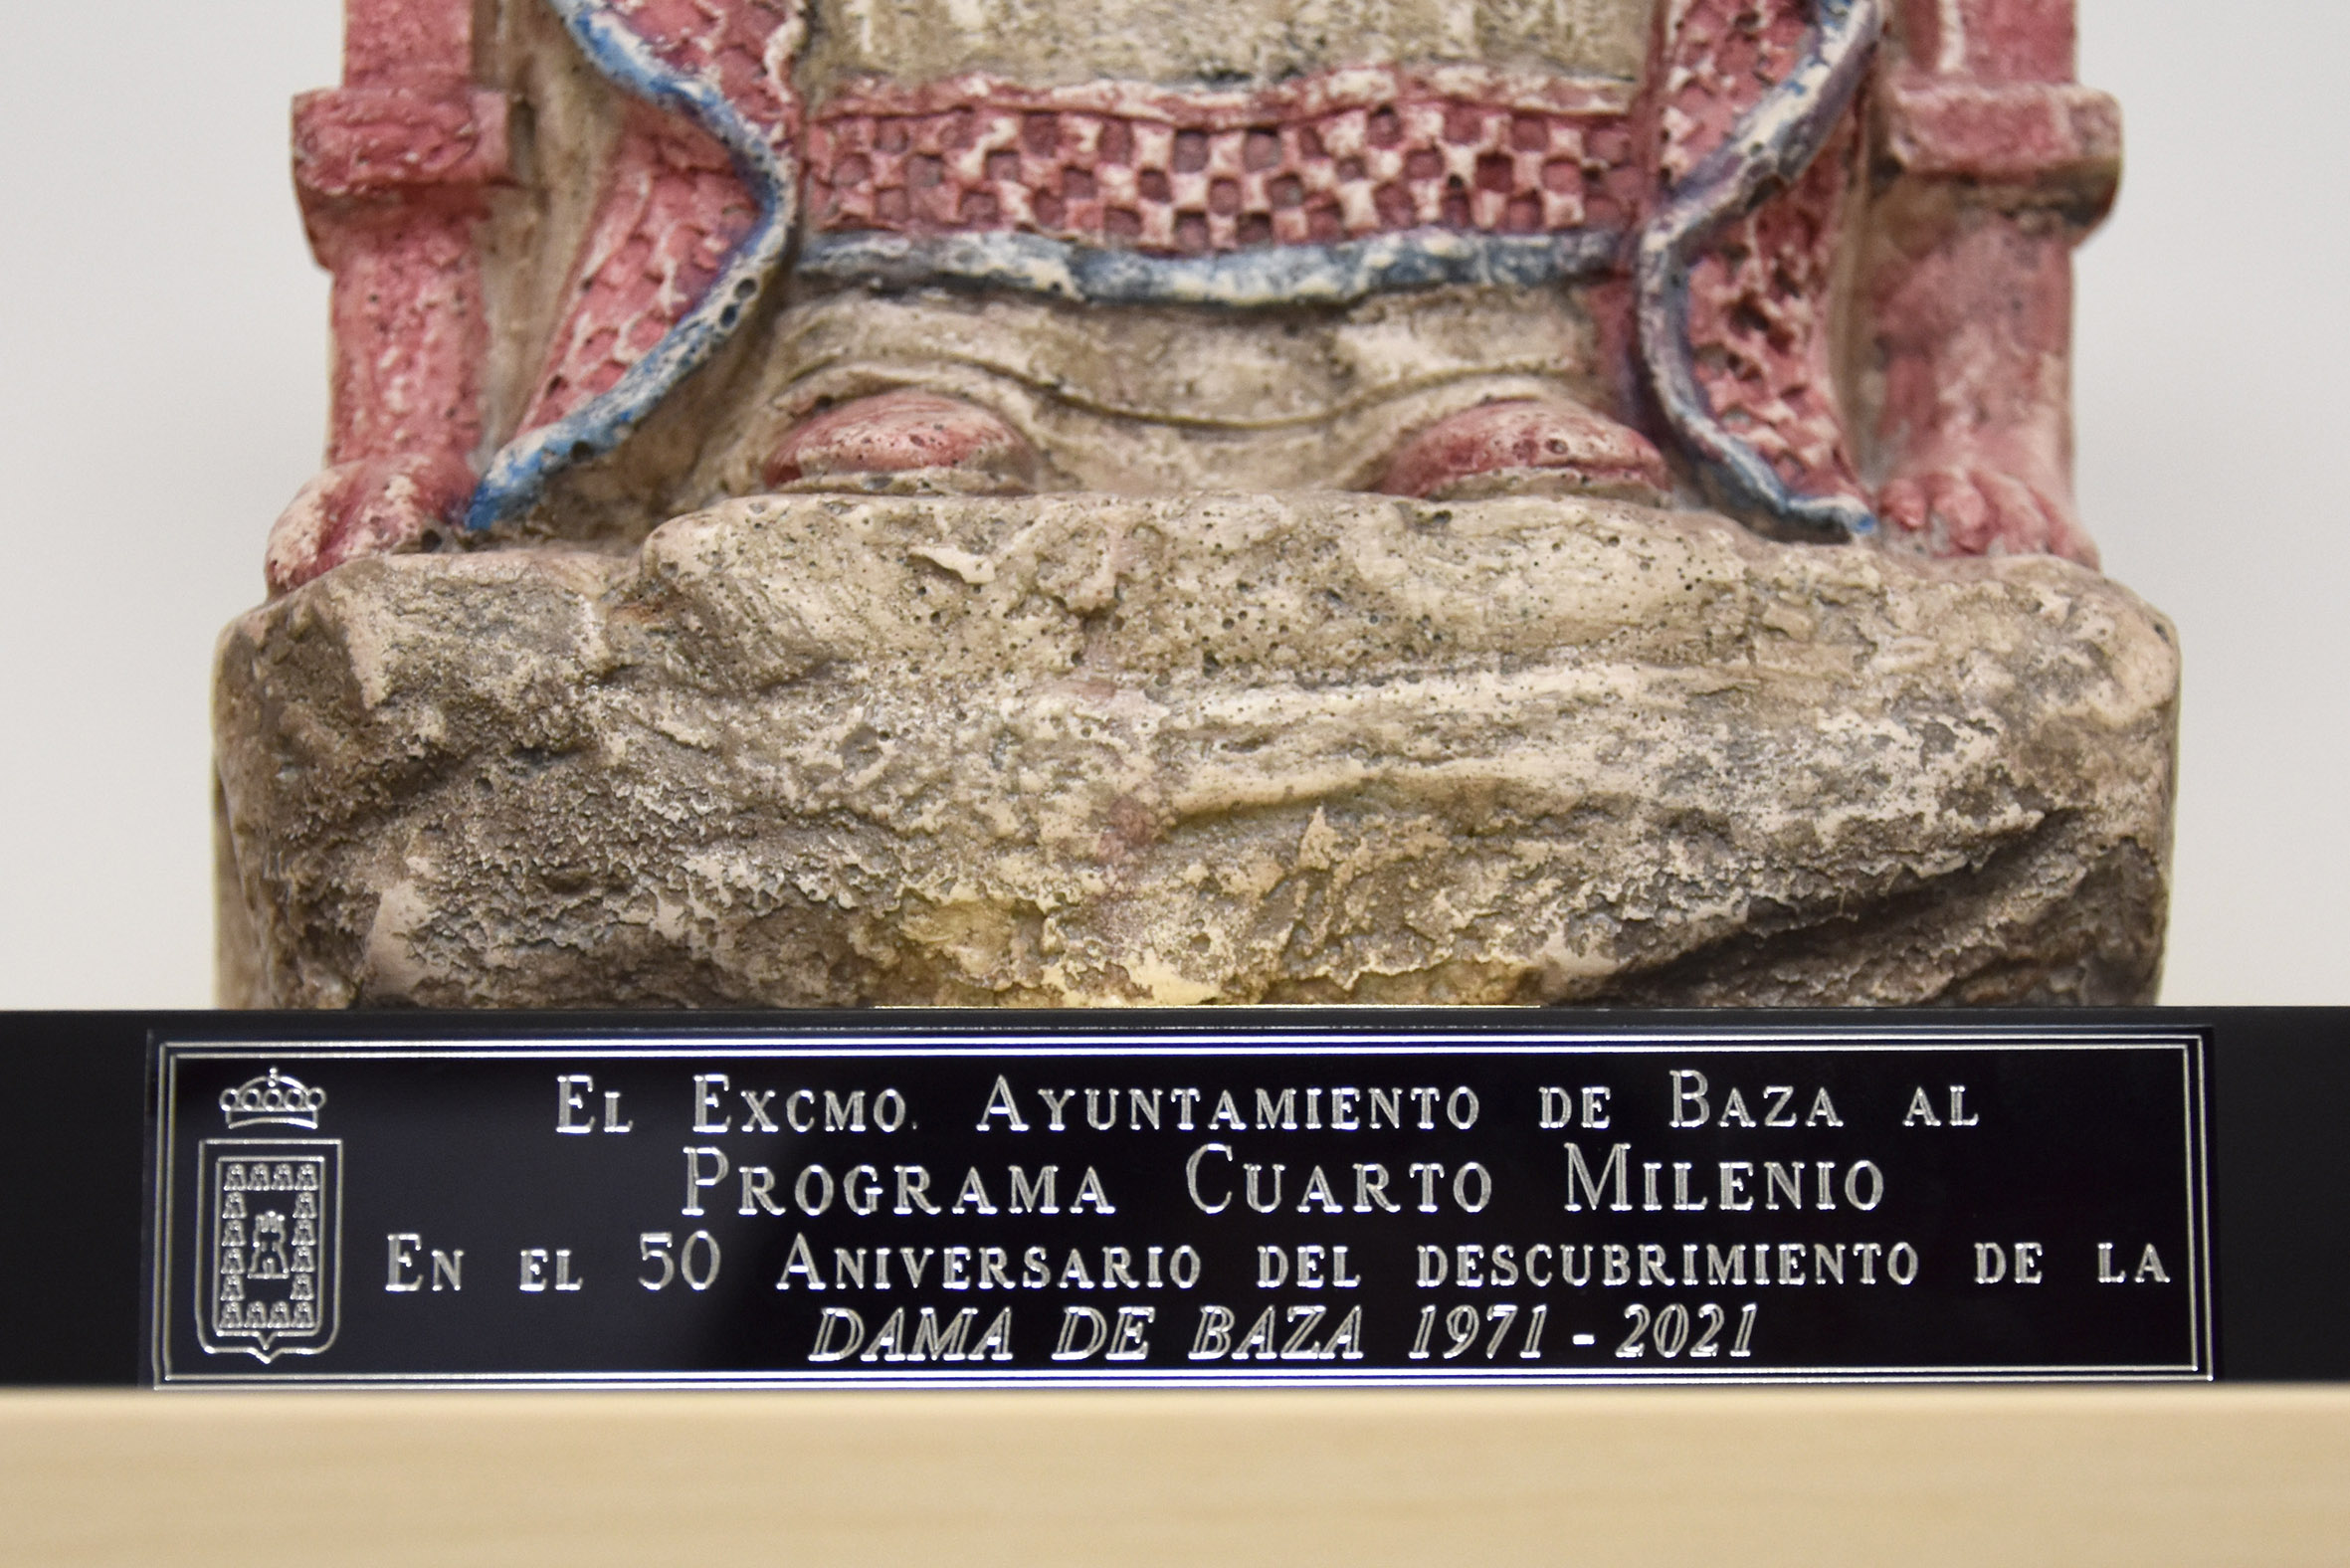 El Excmo. Ayuntamiento de Baza al
Programa Cuarto Milenio
En el 50 Aniversario del descubrimiento de la
DAMA DE BAZA 1971 - 2021